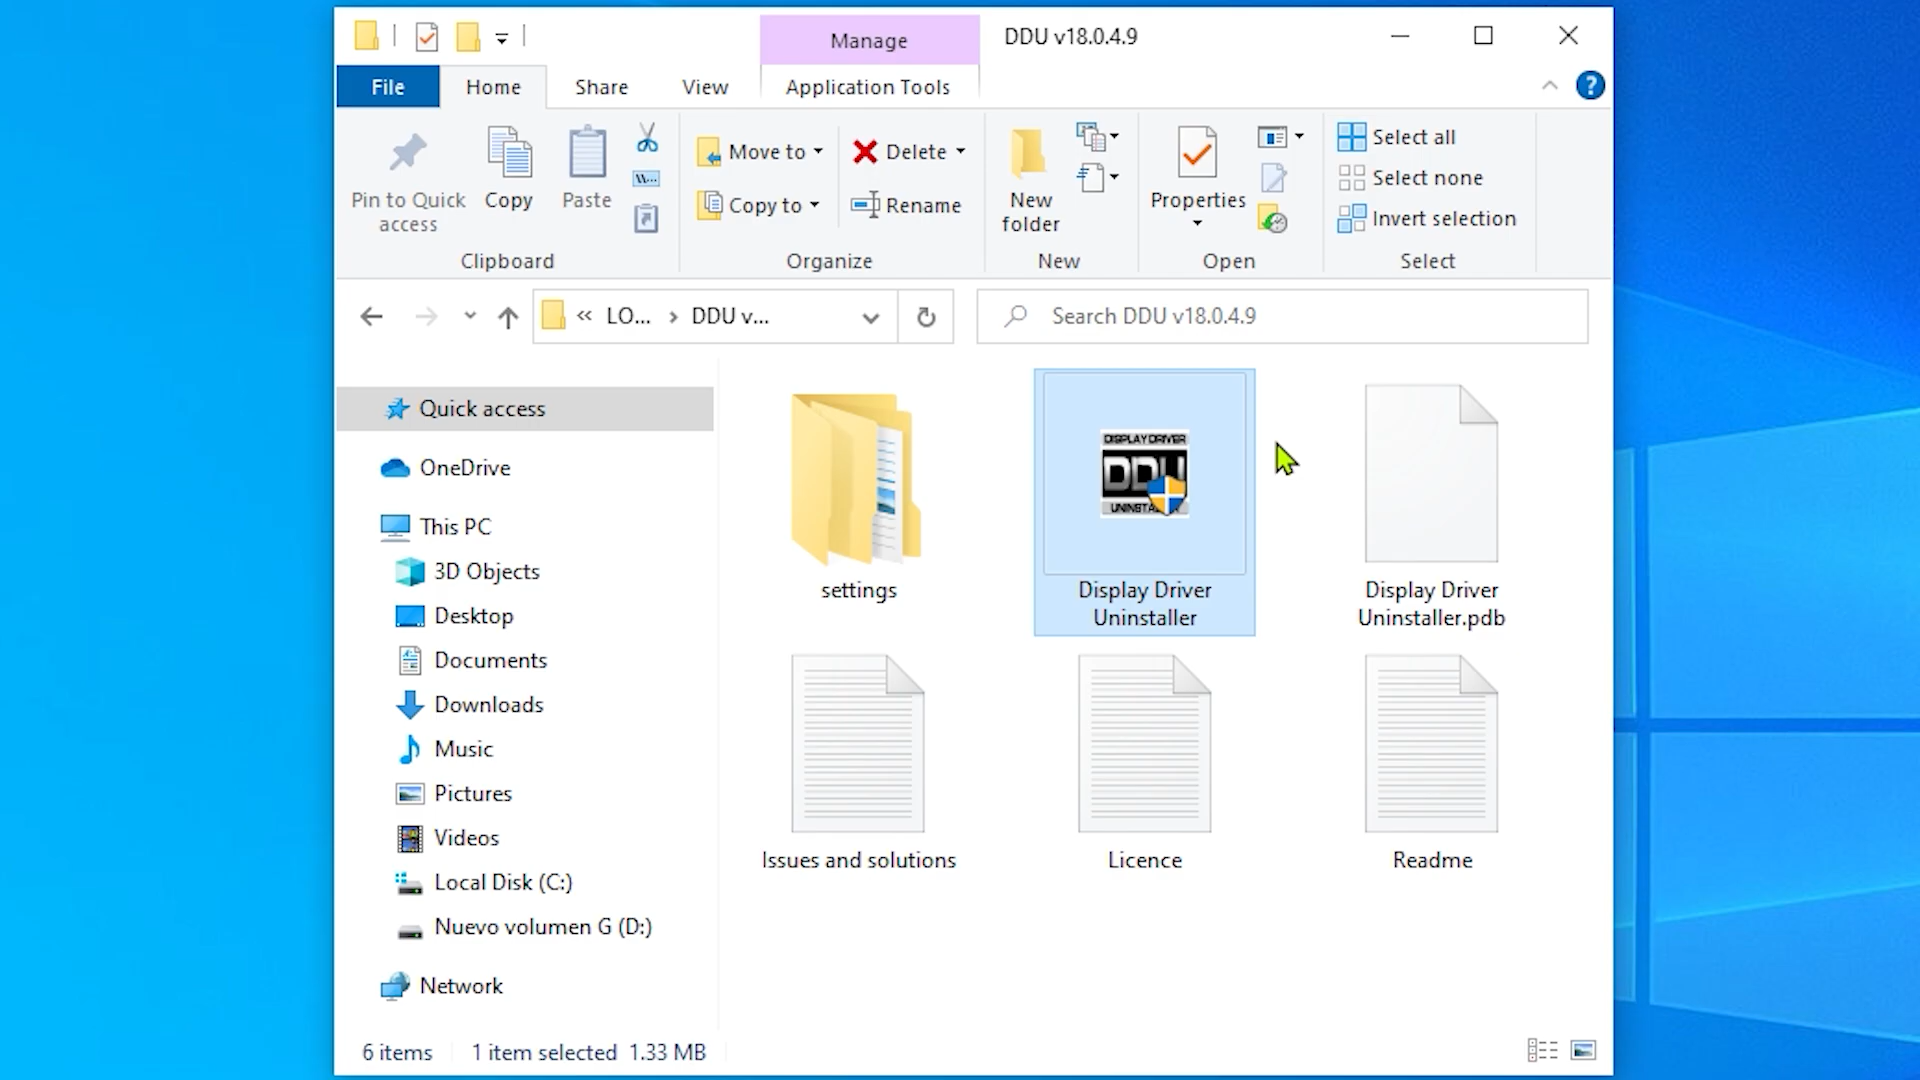 Manage
DDU v18.0.4.9
File
Home
Share
View
Application Tools
?
Pin to Quick
access
Copy
Paste
Move to
Copy to
Delete
Rename
New
folder
Properties
Select all
Select none
Invert selection
Clipboard
Organize
New
Open
Select
« LO... › DDU v...
Search DDU v18.0.4.9
Quick access
OneDrive
This PC
3D Objects
Desktop
Documents
Downloads
Music
Pictures
Videos
Local Disk (C:)
Nuevo volumen G (D:)
Network
settings
DISPLAY DRIVER
DDU
Display Driver
Uninstaller
Display Driver
Uninstaller.pdb
Issues and solutions
Licence
Readme
6 items
1 item selected 1.33 MB